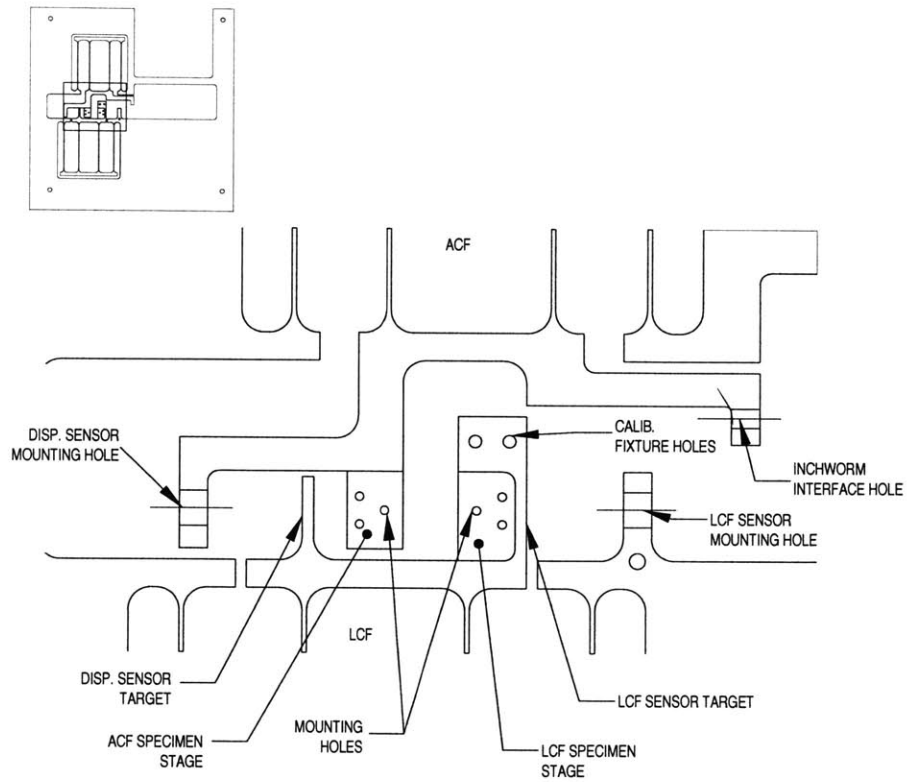 ACF
DISP. SENSOR
MOUNTING HOLE
CALIB.
FIXTURE HOLES
INCHWORM
INTERFACE HOLE
LCF SENSOR
MOUNTING HOLE
LCF
DISP. SENSOR
TARGET
ACF SPECIMEN
STAGE
MOUNTING
HOLES
LCF SENSOR TARGET
LCF SPECIMEN
STAGE